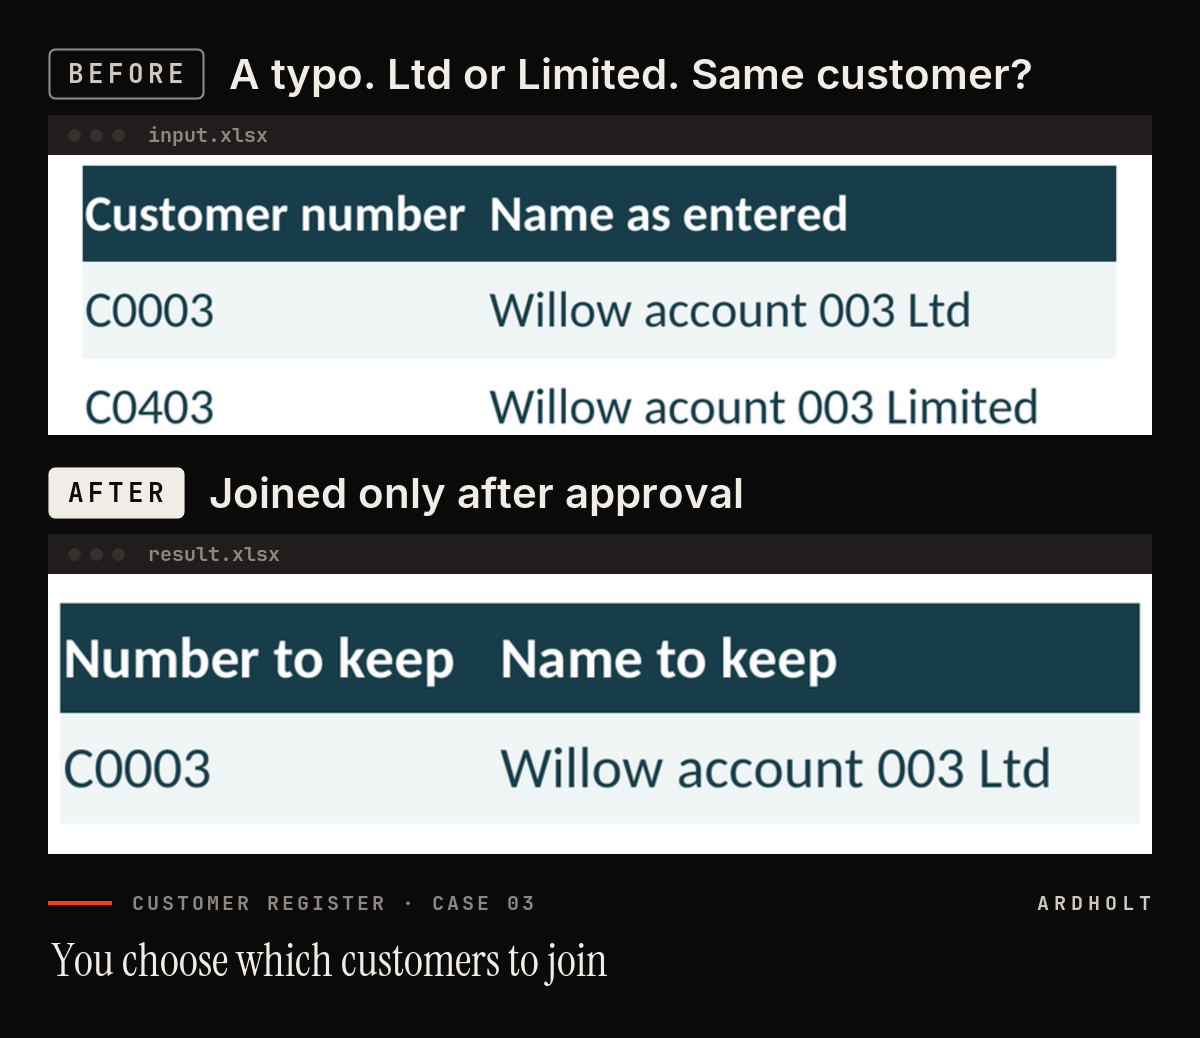 BEFORE A typo. Ltd or Limited. Same customer?
input.xlsx
Customer number Name as entered
C0003 Willow account 003 Ltd
C0403 Willow acount 003 Limited
AFTER Joined only after approval
result.xlsx
Number to keep Name to keep
C0003 Willow account 003 Ltd
CUSTOMER REGISTER · CASE 03 ARDHOLT
You choose which customers to join